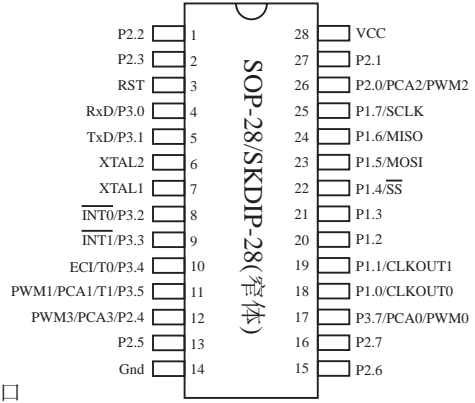 P2.2 1 28 VCC
P2.3 2 27 P2.1
RST 3 26 P2.0/PCA2/PWM2
RxD/P3.0 4 25 P1.7/SCLK
TxD/P3.1 5 24 P1.6/MISO
XTAL2 6 23 P1.5/MOSI
XTAL1 7 22 P1.4/S̅S̅
I̅N̅T̅0̅/P3.2 8 21 P1.3
I̅N̅T̅1̅/P3.3 9 20 P1.2
ECI/T0/P3.4 10 19 P1.1/CLKOUT1
PWM1/PCA1/T1/P3.5 11 18 P1.0/CLKOUT0
PWM3/PCA3/P2.4 12 17 P3.7/PCA0/PWM0
P2.5 13 16 P2.7
Gnd 14 15 P2.6
SOP-28/SKDIP-28(窄体)
口